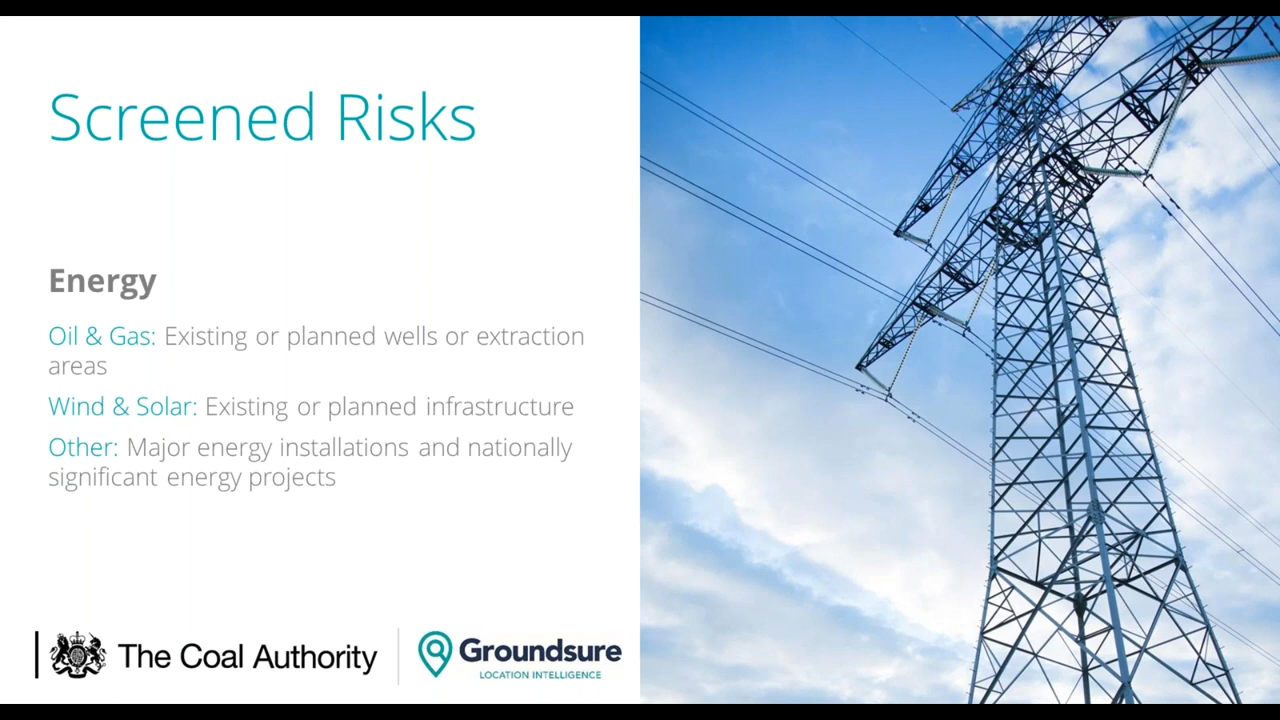 Screened Risks
Energy
Oil & Gas: Existing or planned wells or extraction
areas
Wind & Solar: Existing or planned infrastructure
Other: Major energy installations and nationally
significant energy projects
The Coal Authority
Groundsure
LOCATION INTELLIGENCE